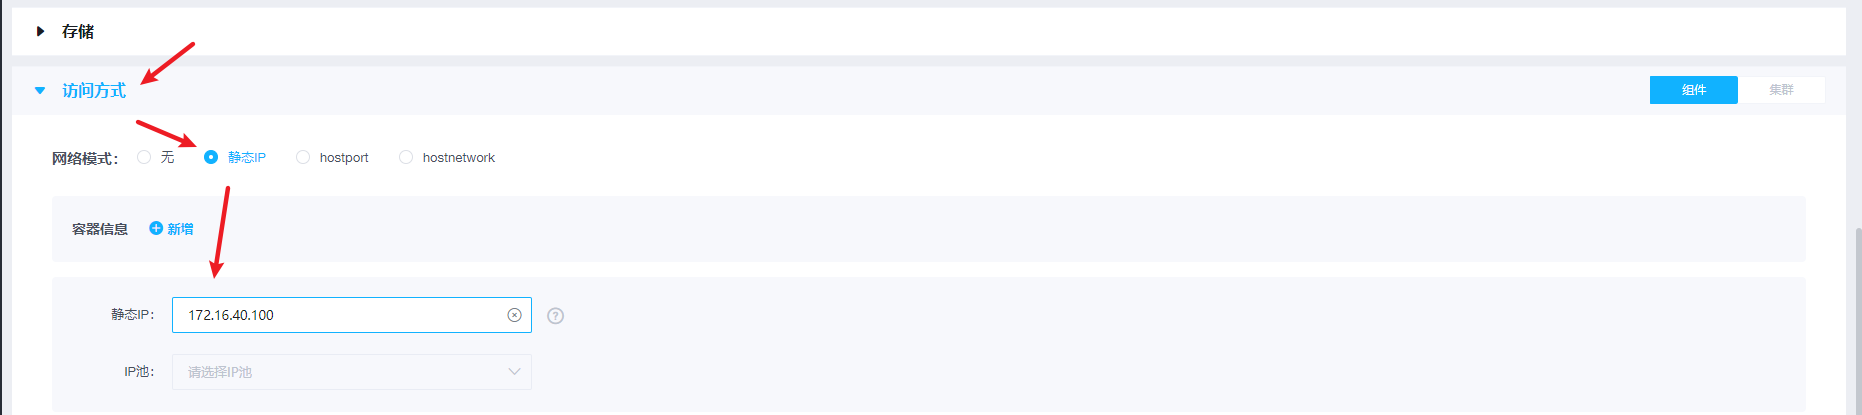 存储
访问方式 组件 集群
网络模式： 无 静态IP hostport hostnetwork
容器信息 新增
静态IP： 172.16.40.100 ?
IP池： 请选择IP池